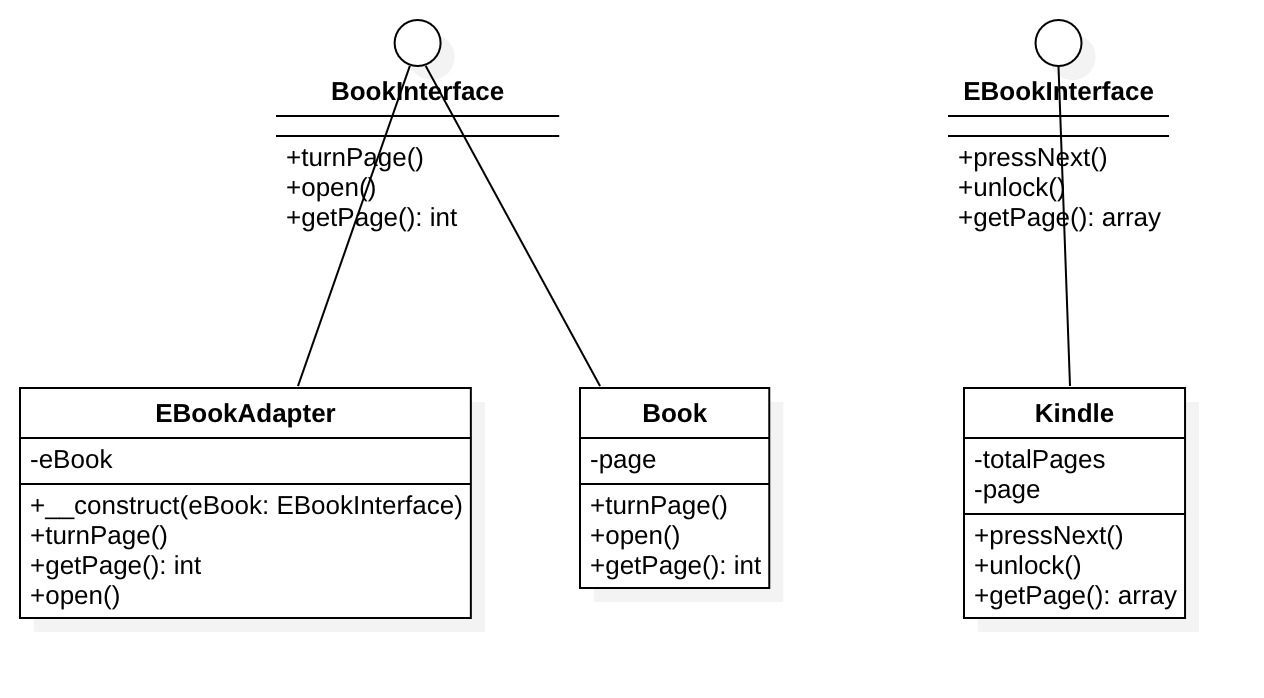 BookInterface
+turnPage()
+open()
+getPage(): int
EBookInterface
+pressNext()
+unlock()
+getPage(): array
EBookAdapter
-eBook
+__construct(eBook: EBookInterface)
+turnPage()
+getPage(): int
+open()
Book
-page
+turnPage()
+open()
+getPage(): int
Kindle
-totalPages
-page
+pressNext()
+unlock()
+getPage(): array